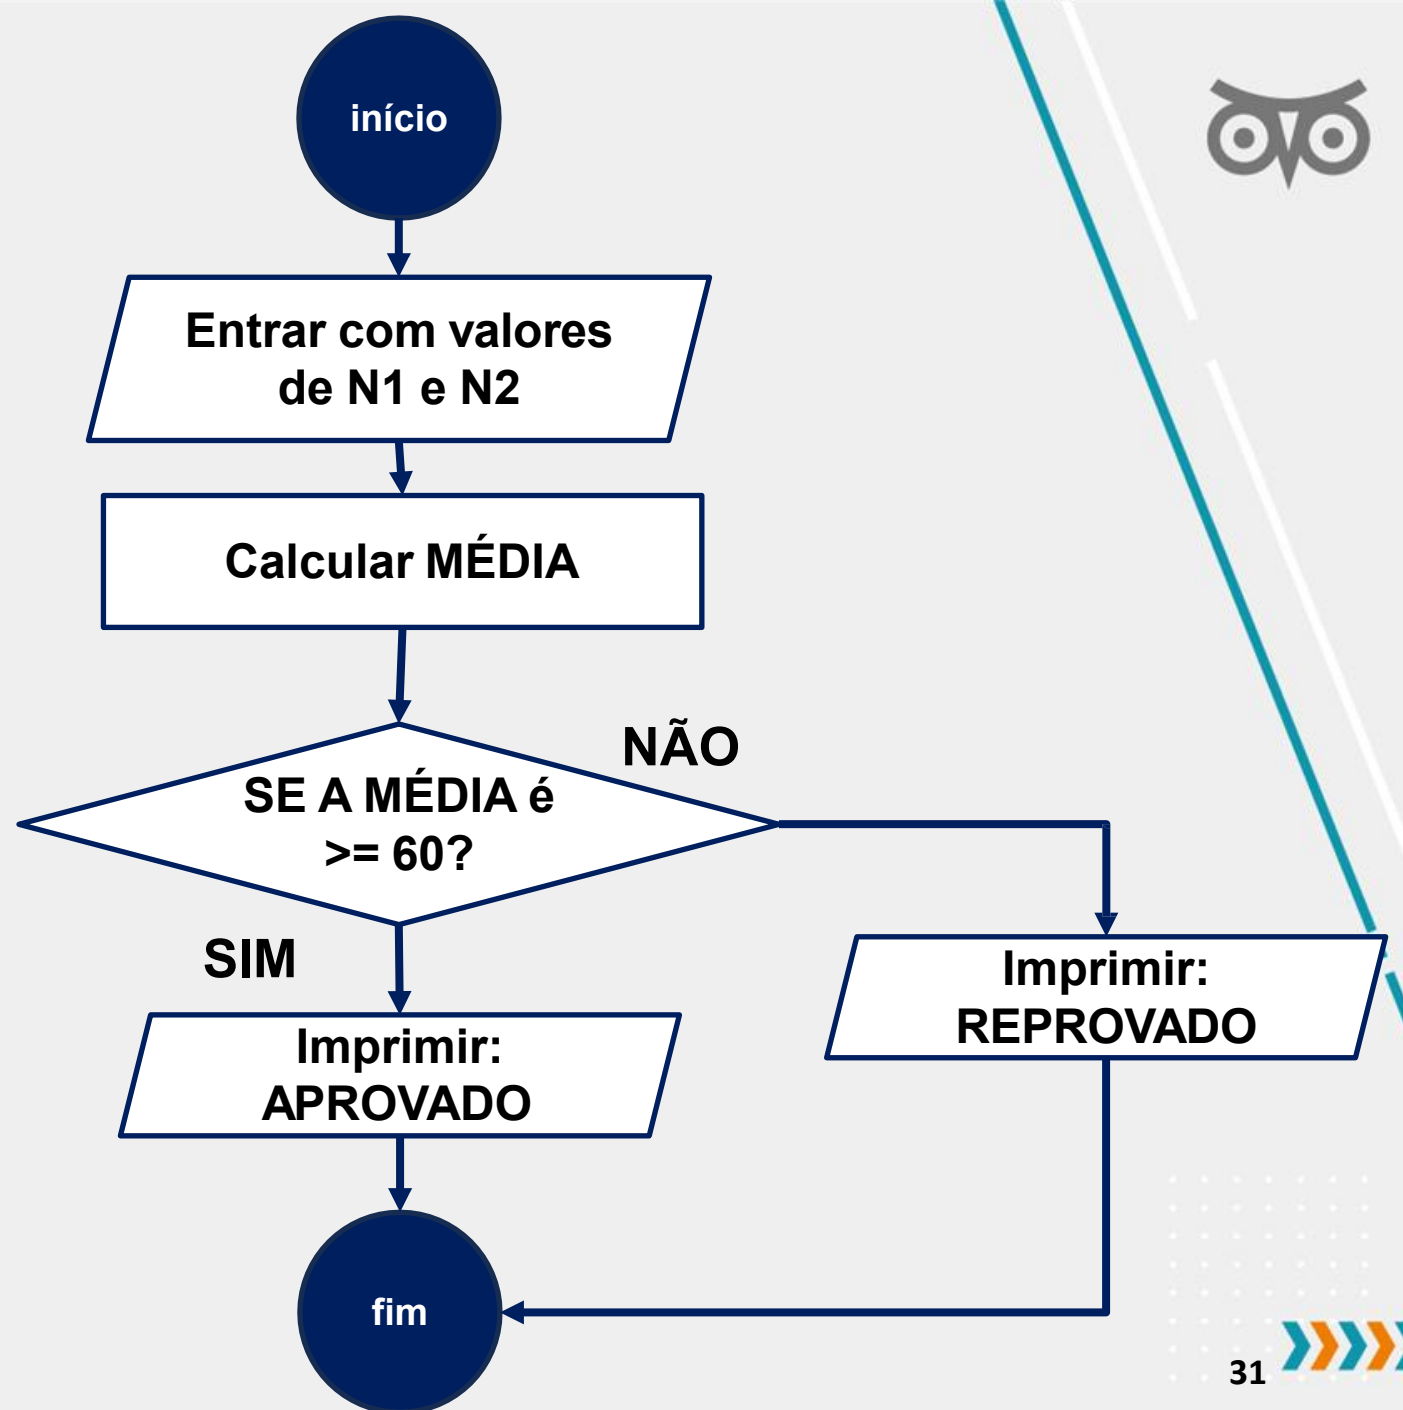 início
Entrar com valores
de N1 e N2
Calcular MÉDIA
SE A MÉDIA é
>= 60?
NÃO
SIM
Imprimir:
REPROVADO
Imprimir:
APROVADO
fim
31